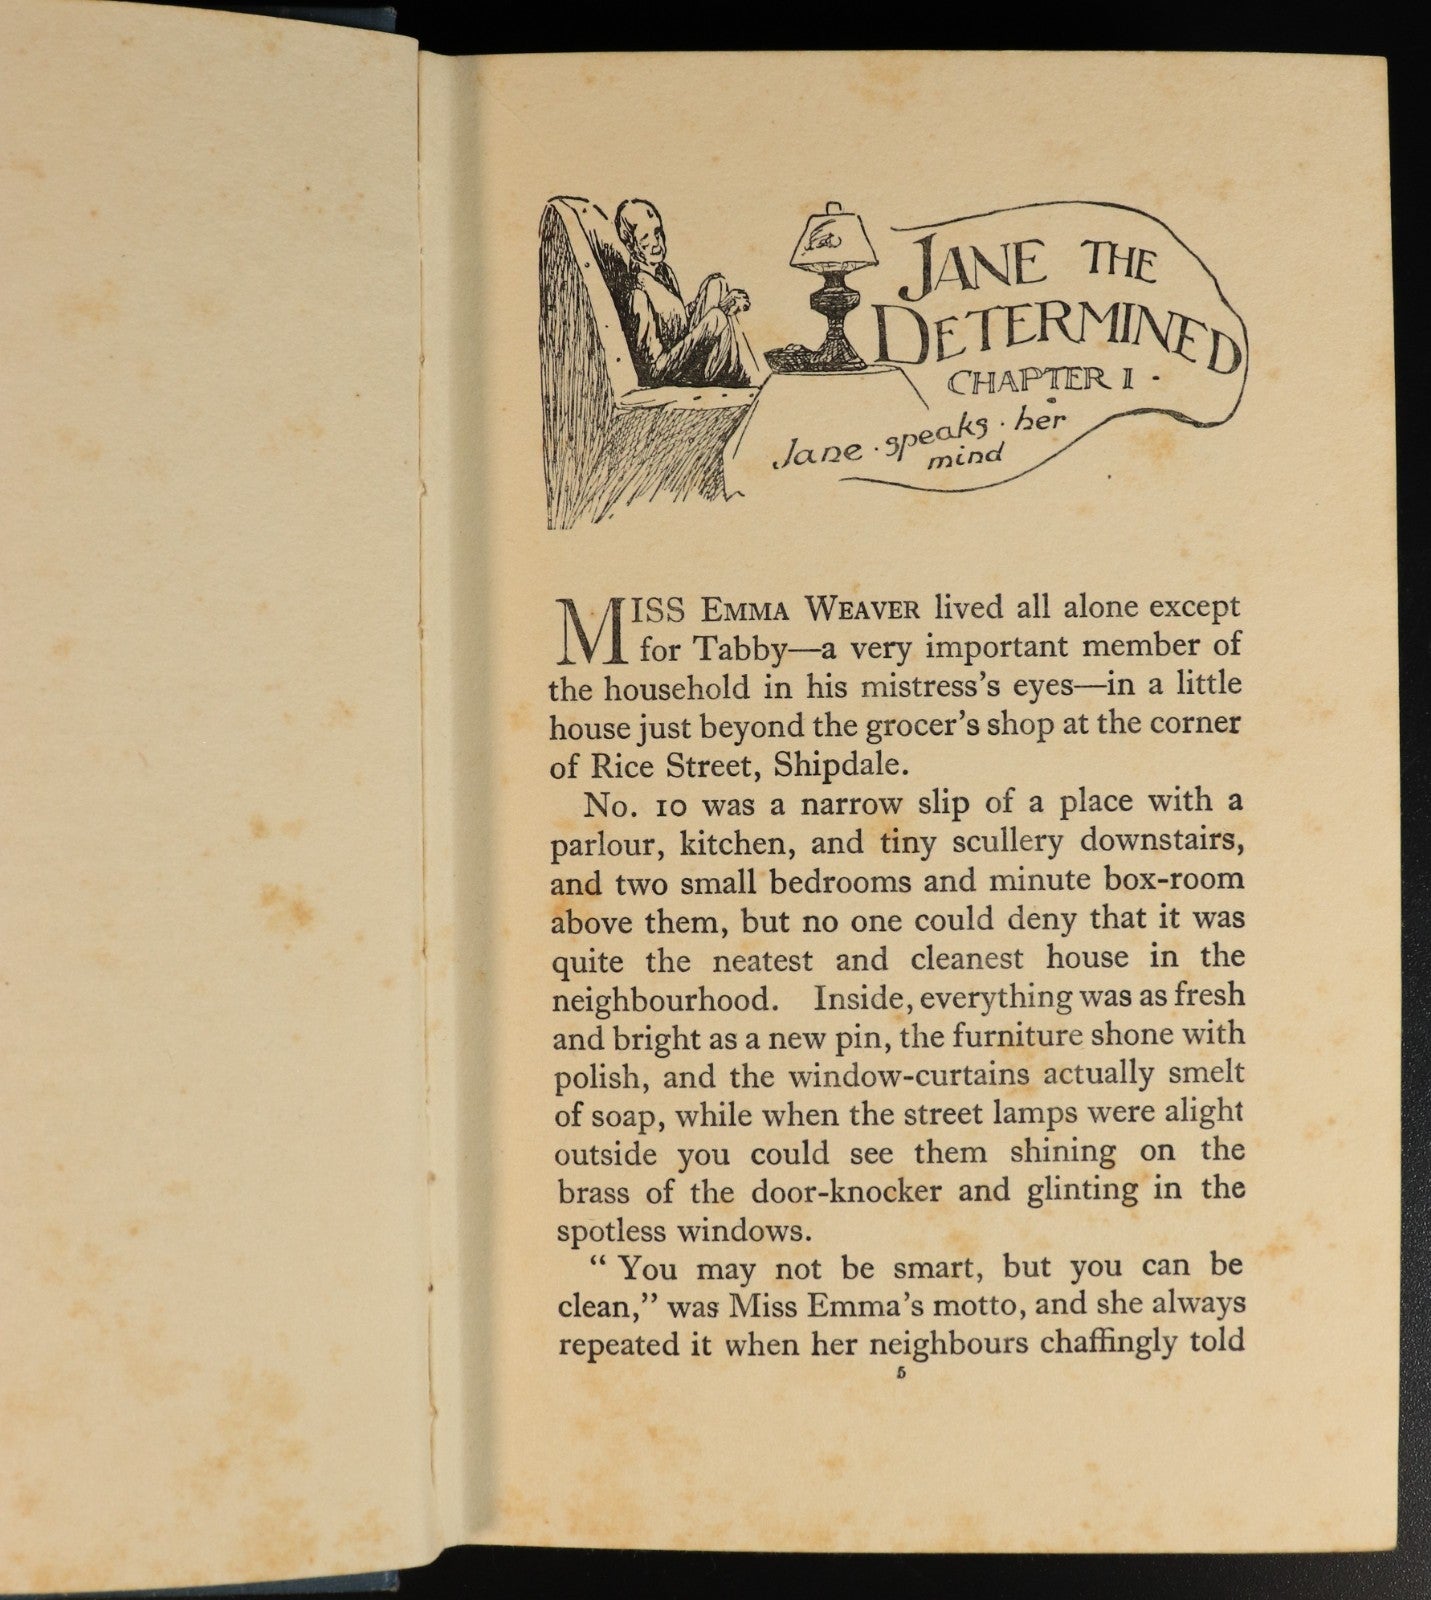 JANE THE
DETERMINED
CHAPTER I.
Jane · speaks · her
mind
MISS EMMA WEAVER lived all alone except
for Tabby—a very important member of
the household in his mistress's eyes—in a little
house just beyond the grocer's shop at the corner
of Rice Street, Shipdale.
No. 10 was a narrow slip of a place with a
parlour, kitchen, and tiny scullery downstairs,
and two small bedrooms and minute box-room
above them, but no one could deny that it was
quite the neatest and cleanest house in the
neighbourhood. Inside, everything was as fresh
and bright as a new pin, the furniture shone with
polish, and the window-curtains actually smelt
of soap, while when the street lamps were alight
outside you could see them shining on the
brass of the door-knocker and glinting in the
spotless windows.
“ You may not be smart, but you can be
clean,” was Miss Emma's motto, and she always
repeated it when her neighbours chaffingly told
5